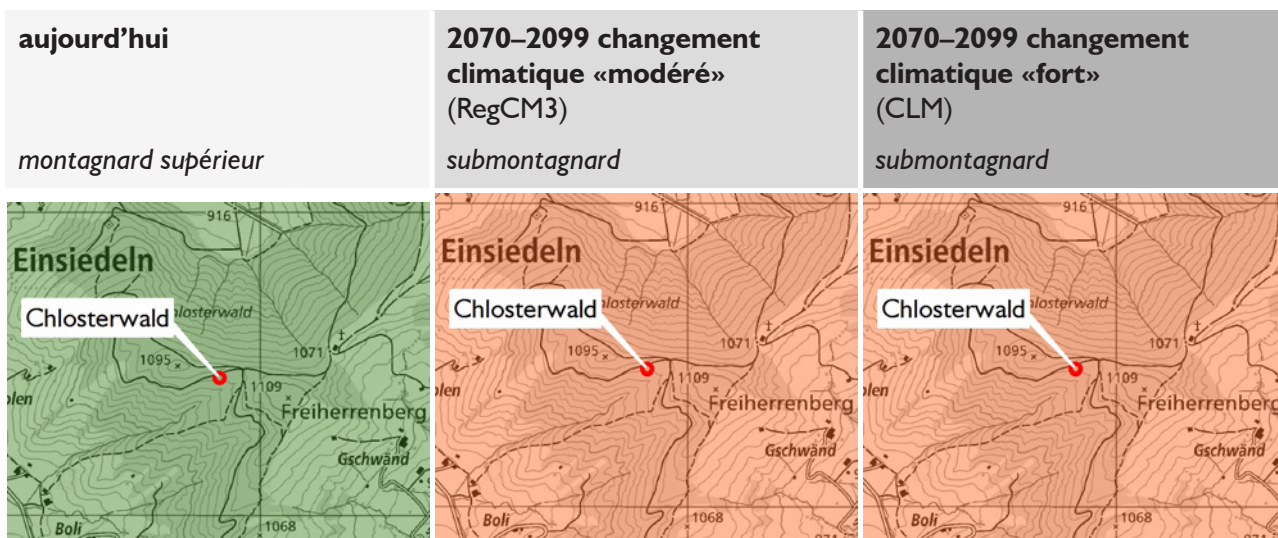 aujourd’hui
montagnard supérieur
2070–2099 changement
climatique «modéré»
(RegCM3)
submontagnard
2070–2099 changement
climatique «fort»
(CLM)
submontagnard
916
Einsiedeln
Chlosterwald
1095
1071
1109
Freiherrenberg
Gschwänd
Boli
1068
916
Einsiedeln
Chlosterwald
1095
1071
1109
Freiherrenberg
Gschwänd
Boli
1068
916
Einsiedeln
Chlosterwald
1095
1071
1109
Freiherrenberg
Gschwänd
Boli
1068